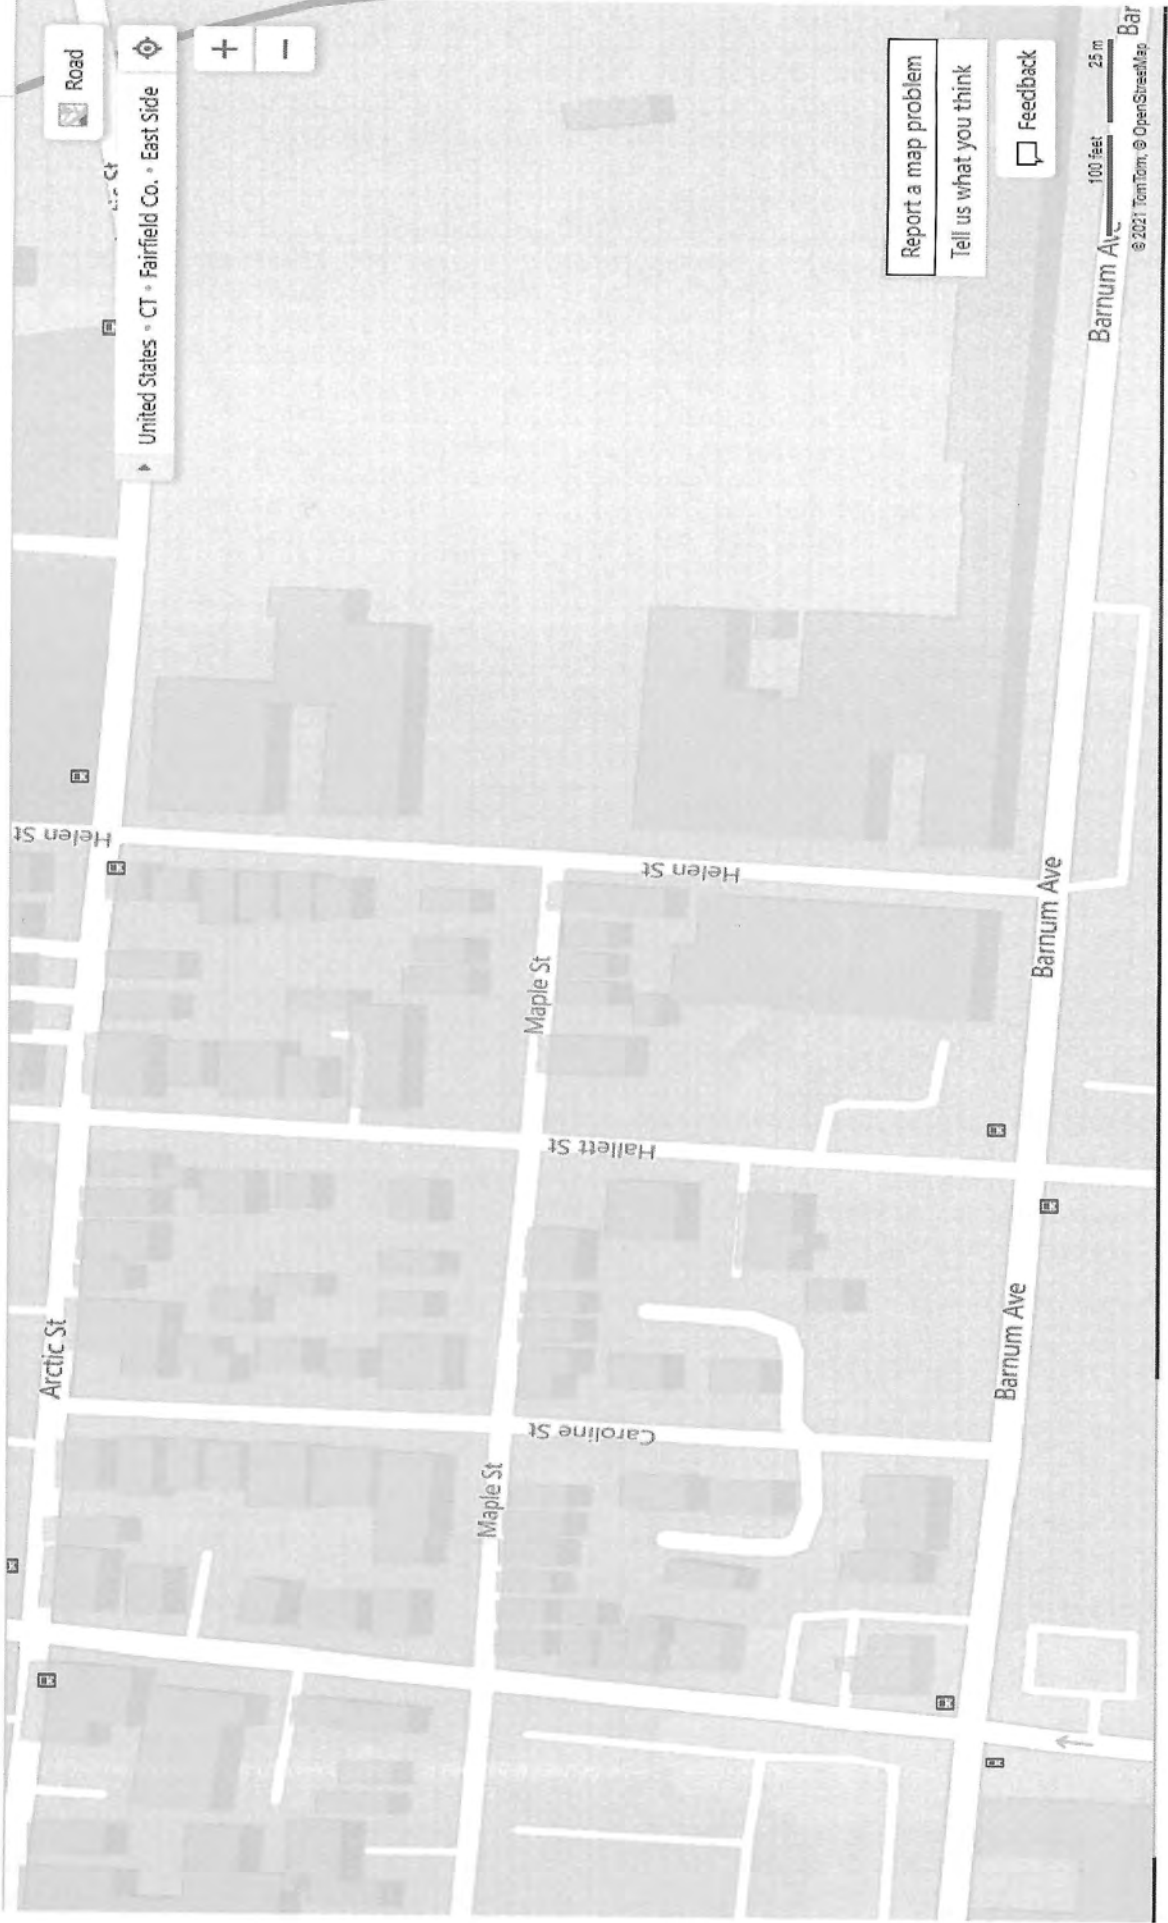 Road
United States • CT • Fairfield Co. • East Side
+
−
Arctic St
Helen St
Maple St
Maple St
Helen St
Hallett St
Caroline St
Barnum Ave
Barnum Ave
Barnum Ave
Bar
Report a map problem
Tell us what you think
Feedback
100 feet
25 m
© 2021 TomTom, © OpenStreetMap